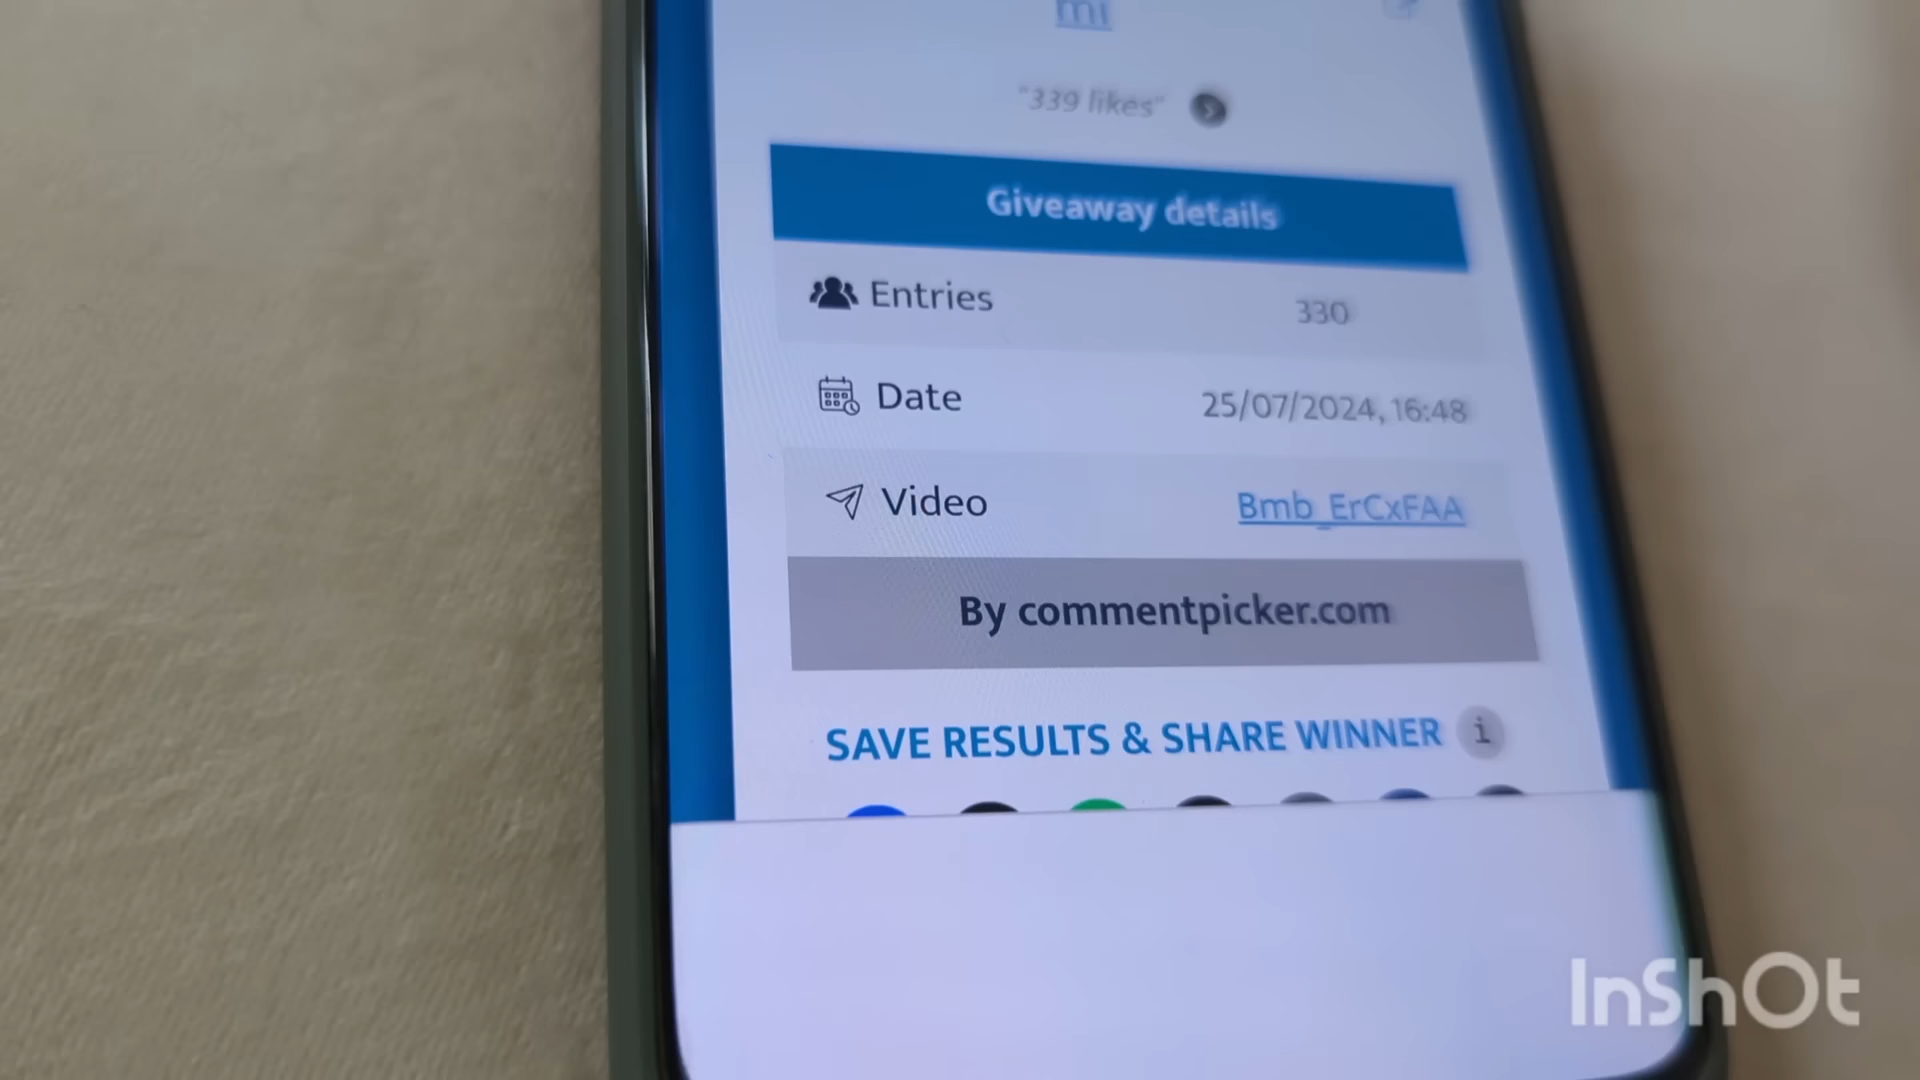 mi
"339 likes"
Giveaway details
Entries 330
Date 25/07/2024, 16:48
Video Bmb_ErCxFAA
By commentpicker.com
SAVE RESULTS & SHARE WINNER i
InShOt